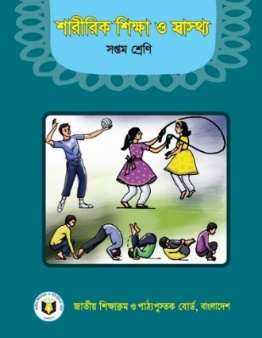 শারীরিক শিক্ষা ও স্বাস্থ্য
সপ্তম শ্রেণি
জাতীয় শিক্ষাক্রম ও পাঠ্যপুস্তক বোর্ড, বাংলাদেশ